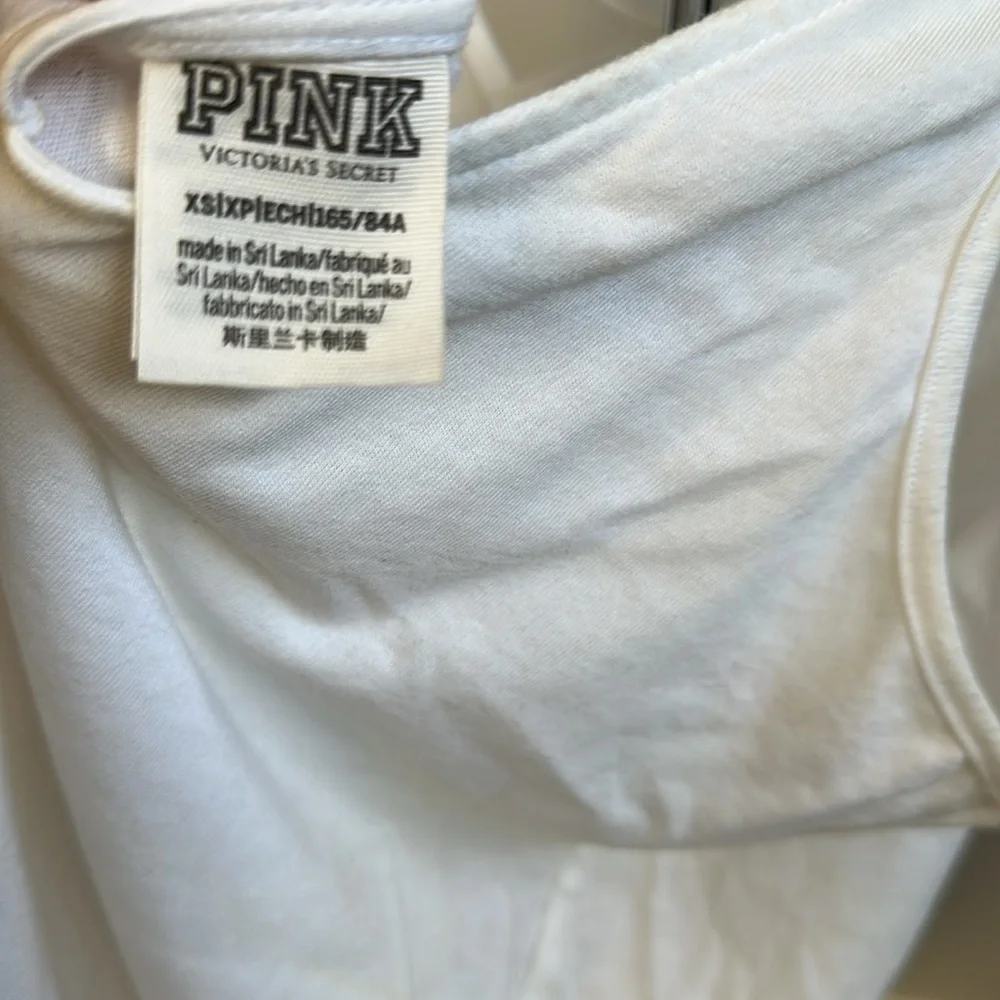 PINK
VICTORIA'S SECRET
XS|XP|ECH|165/84A
made in Sri Lanka/fabriqué au
Sri Lanka/hecho en Sri Lanka/
fabbricato in Sri Lanka/
斯里兰卡制造